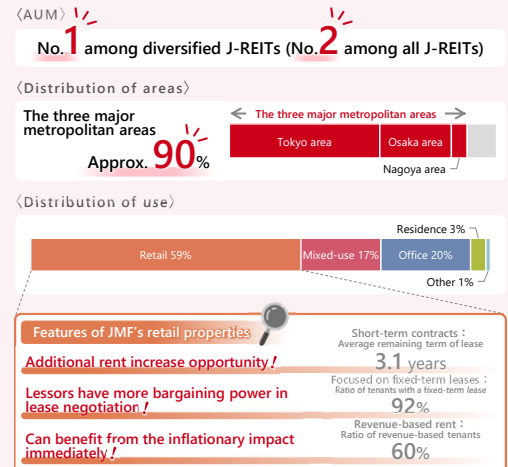 〈AUM〉
No.1 among diversified J-REITs (No.2 among all J-REITs)
〈Distribution of areas〉
The three major
metropolitan areas
Approx. 90%
The three major metropolitan areas
Tokyo area
Osaka area
Nagoya area
〈Distribution of use〉
Residence 3%
Retail 59%
Mixed-use 17%
Office 20%
Other 1%
Features of JMF's retail properties
Additional rent increase opportunity!
Short-term contracts：
Average remaining term of lease
3.1 years
Lessors have more bargaining power in
lease negotiation!
Focused on fixed-term leases：
Ratio of tenants with a fixed-term lease
92%
Can benefit from the inflationary impact
immediately!
Revenue-based rent：
Ratio of revenue-based tenants
60%